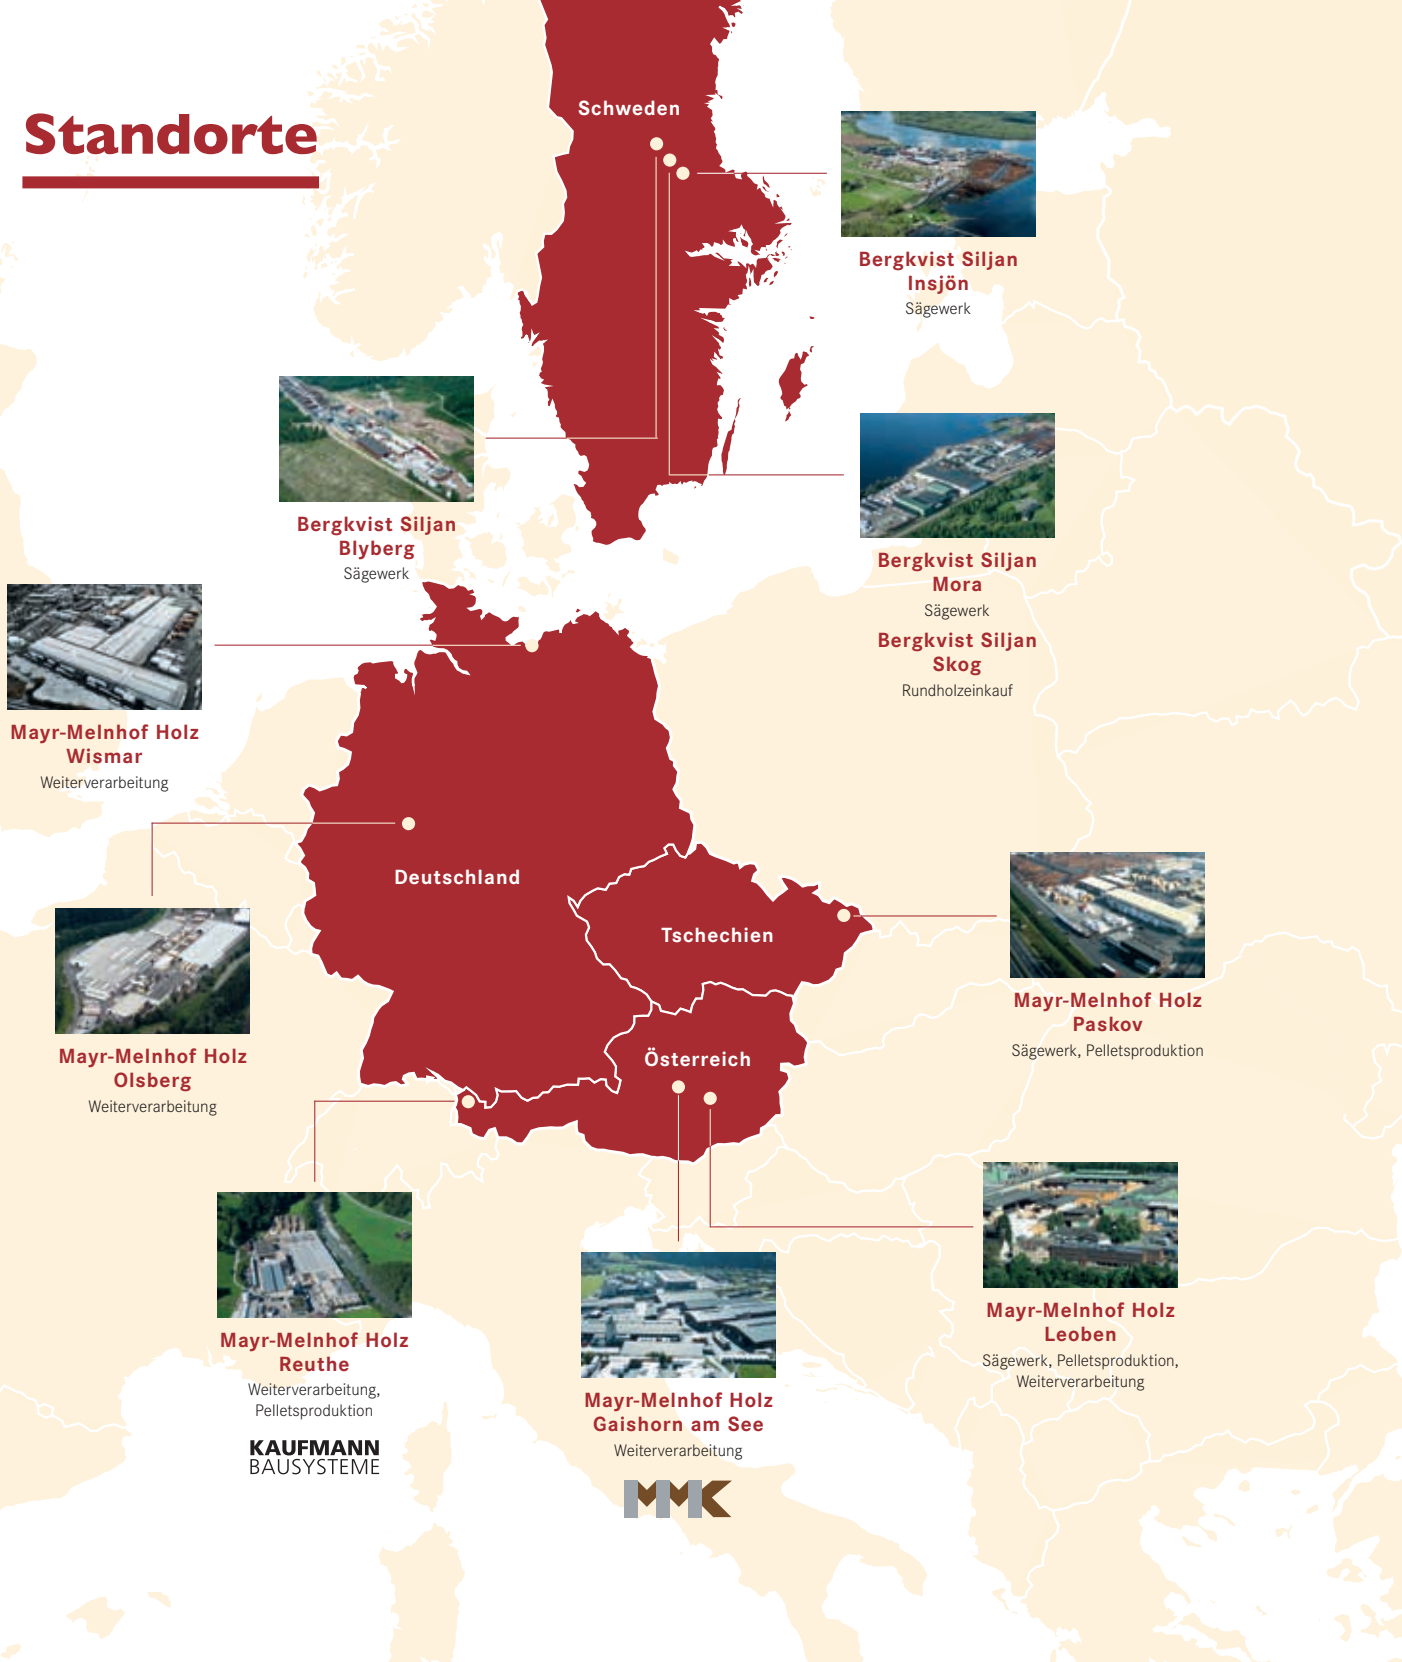 Standorte
Schweden
Bergkvist Siljan
Insjön
Sägewerk
Bergkvist Siljan
Blyberg
Sägewerk
Bergkvist Siljan
Mora
Sägewerk
Bergkvist Siljan
Skog
Rundholzeinkauf
Mayr-Melnhof Holz
Wismar
Weiterverarbeitung
Deutschland
Tschechien
Mayr-Melnhof Holz
Olsberg
Weiterverarbeitung
Mayr-Melnhof Holz
Paskov
Sägewerk, Pelletsproduktion
Österreich
Mayr-Melnhof Holz
Reuthe
Weiterverarbeitung,
Pelletsproduktion
KAUFMANN
BAUSYSTEME
Mayr-Melnhof Holz
Gaishorn am See
Weiterverarbeitung
MMK
Mayr-Melnhof Holz
Leoben
Sägewerk, Pelletsproduktion,
Weiterverarbeitung